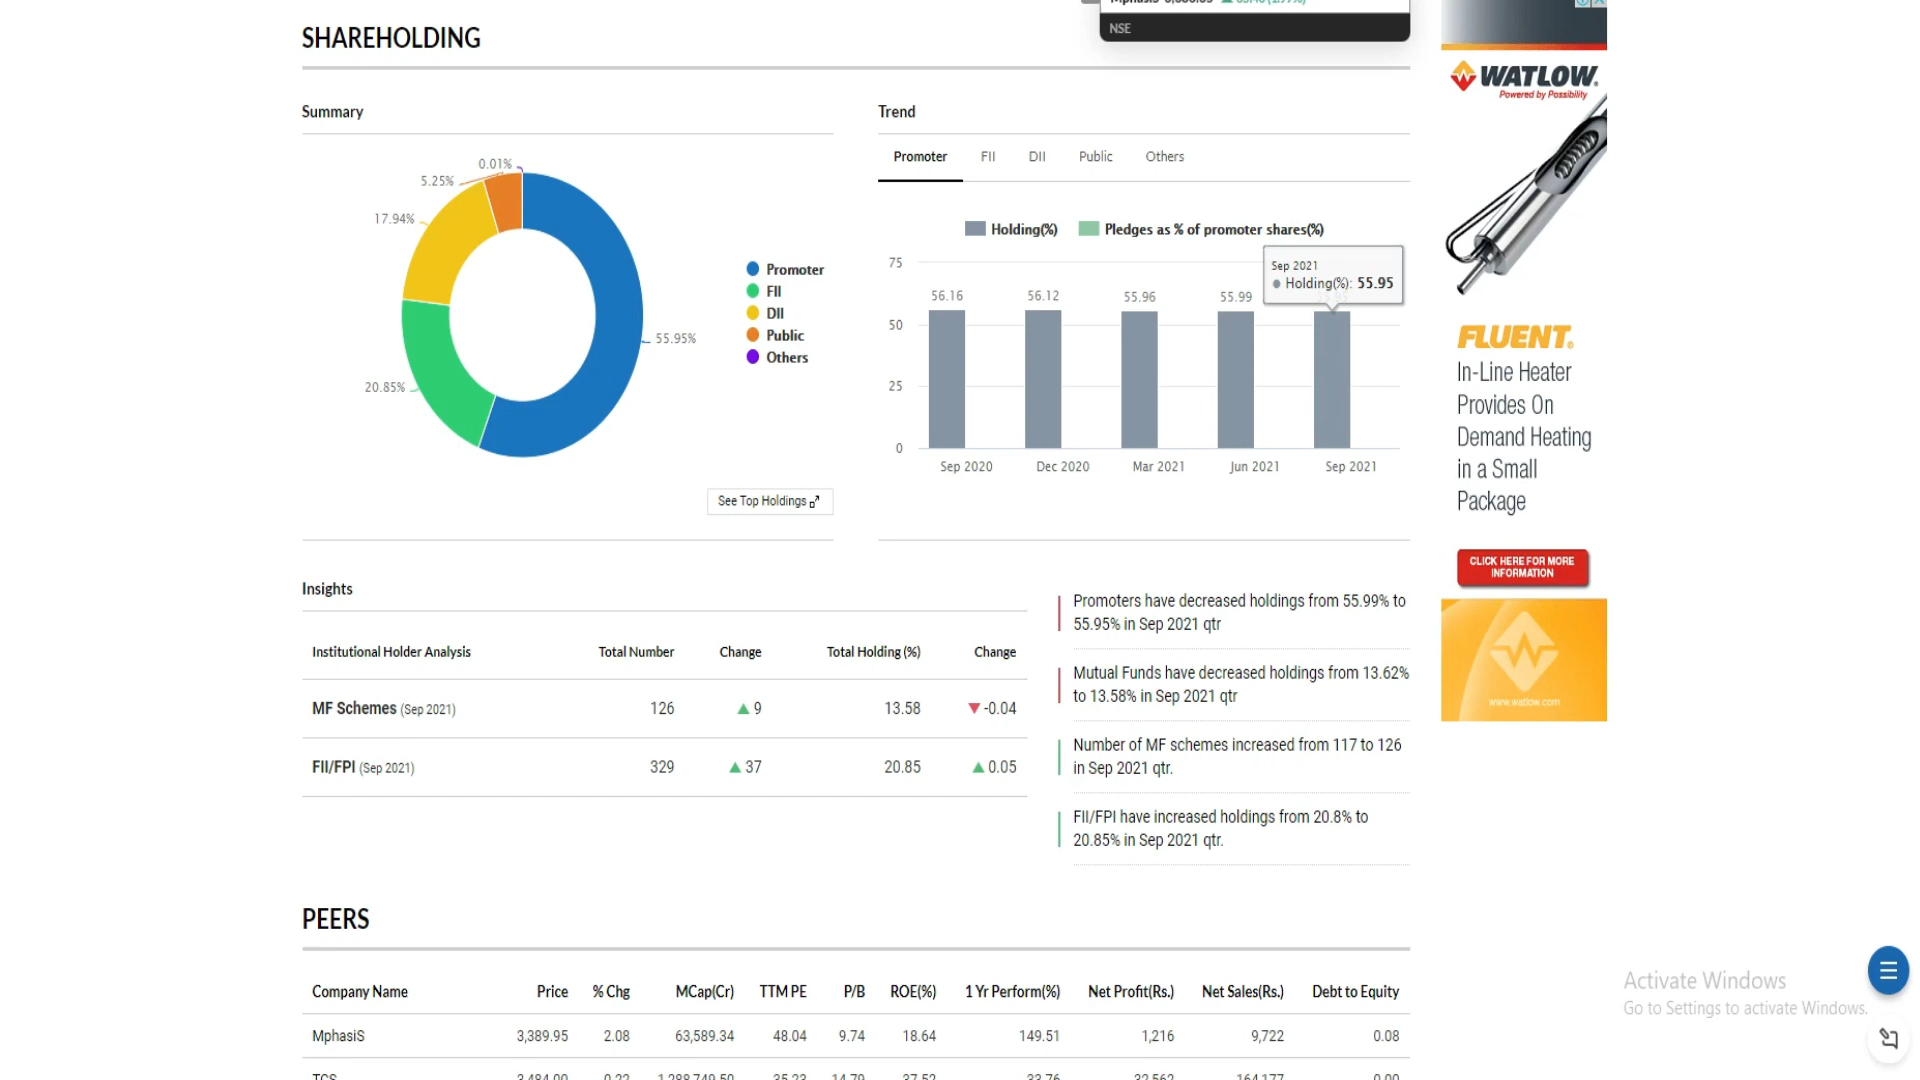 NSE
SHAREHOLDING
Summary
0.01%
5.25%
17.94%
20.85%
55.95%
Promoter
FII
DII
Public
Others
See Top Holdings
Trend
Promoter FII DII Public Others
Holding(%) Pledges as % of promoter shares(%)
Sep 2021
Holding(%): 55.95
75
50
25
0
56.16 56.12 55.96 55.99
Sep 2020 Dec 2020 Mar 2021 Jun 2021 Sep 2021
Insights
Institutional Holder Analysis Total Number Change Total Holding (%) Change
MF Schemes (Sep 2021) 126 9 13.58 -0.04
FII/FPI (Sep 2021) 329 37 20.85 0.05
Promoters have decreased holdings from 55.99% to
55.95% in Sep 2021 qtr
Mutual Funds have decreased holdings from 13.62%
to 13.58% in Sep 2021 qtr
Number of MF schemes increased from 117 to 126
in Sep 2021 qtr.
FII/FPI have increased holdings from 20.8% to
20.85% in Sep 2021 qtr.
PEERS
Company Name Price % Chg MCap(Cr) TTM PE P/B ROE(%) 1 Yr Perform(%) Net Profit(Rs.) Net Sales(Rs.) Debt to Equity
MphasiS 3,389.95 2.08 63,589.34 48.04 9.74 18.64 149.51 1,216 9,722 0.08
WATLOW.
Powered by Possibility
FLUENT.
In-Line Heater
Provides On
Demand Heating
in a Small
Package
CLICK HERE FOR MORE
INFORMATION
www.watlow.com
Activate Windows
Go to Settings to activate Windows.